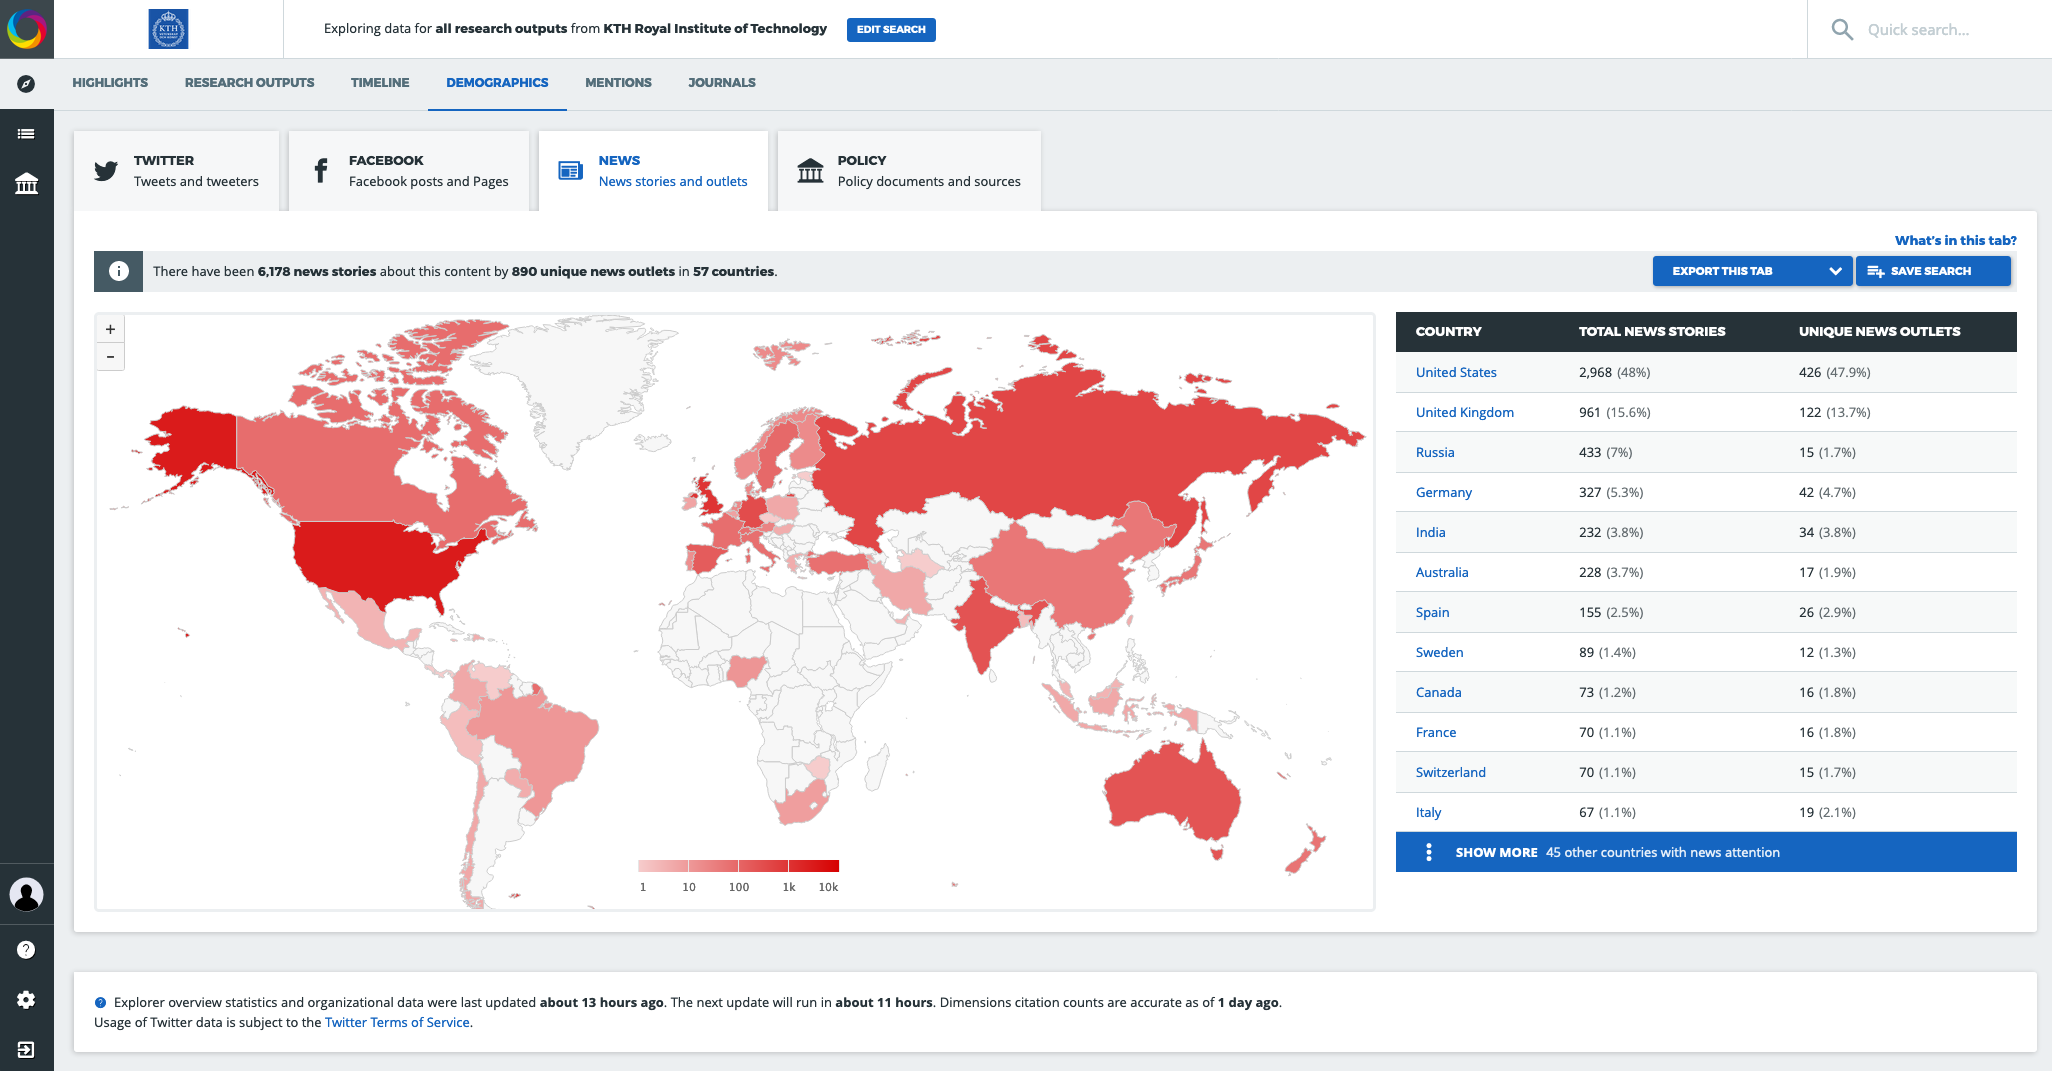 KTH
Exploring data for all research outputs from KTH Royal Institute of Technology
EDIT SEARCH
Quick search...
HIGHLIGHTS
RESEARCH OUTPUTS
TIMELINE
DEMOGRAPHICS
MENTIONS
JOURNALS
TWITTER
Tweets and tweeters
FACEBOOK
Facebook posts and Pages
NEWS
News stories and outlets
POLICY
Policy documents and sources
What's in this tab?
There have been 6,178 news stories about this content by 890 unique news outlets in 57 countries.
EXPORT THIS TAB
SAVE SEARCH
+
−
1 10 100 1k 10k
COUNTRY TOTAL NEWS STORIES UNIQUE NEWS OUTLETS
United States 2,968 (48%) 426 (47.9%)
United Kingdom 961 (15.6%) 122 (13.7%)
Russia 433 (7%) 15 (1.7%)
Germany 327 (5.3%) 42 (4.7%)
India 232 (3.8%) 34 (3.8%)
Australia 228 (3.7%) 17 (1.9%)
Spain 155 (2.5%) 26 (2.9%)
Sweden 89 (1.4%) 12 (1.3%)
Canada 73 (1.2%) 16 (1.8%)
France 70 (1.1%) 16 (1.8%)
Switzerland 70 (1.1%) 15 (1.7%)
Italy 67 (1.1%) 19 (2.1%)
SHOW MORE 45 other countries with news attention
Explorer overview statistics and organizational data were last updated about 13 hours ago. The next update will run in about 11 hours. Dimensions citation counts are accurate as of 1 day ago.
Usage of Twitter data is subject to the Twitter Terms of Service.